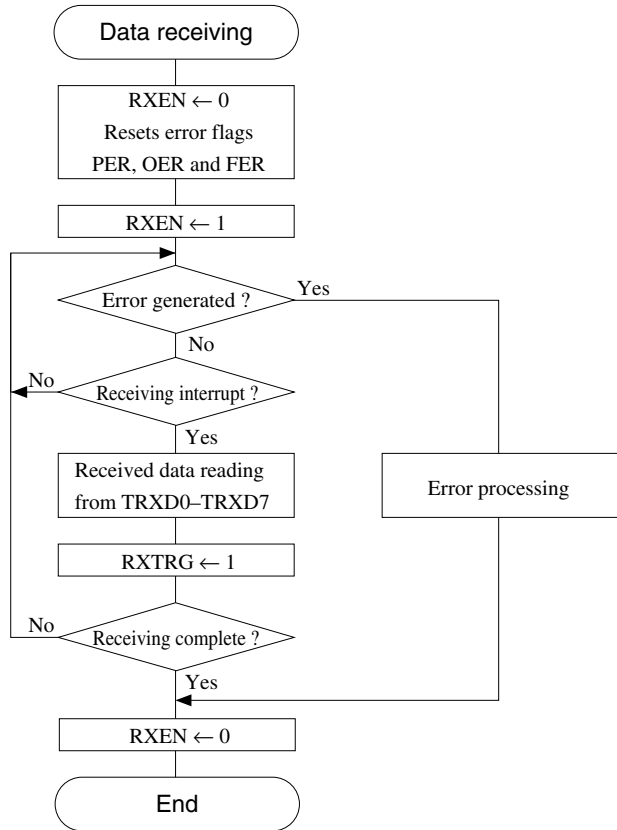 Data receiving
RXEN ← 0
Resets error flags
PER, OER and FER
RXEN ← 1
Error generated ?
Yes
No
No
Receiving interrupt ?
Yes
Received data reading
from TRXD0–TRXD7
Error processing
RXTRG ← 1
No
Receiving complete ?
Yes
RXEN ← 0
End